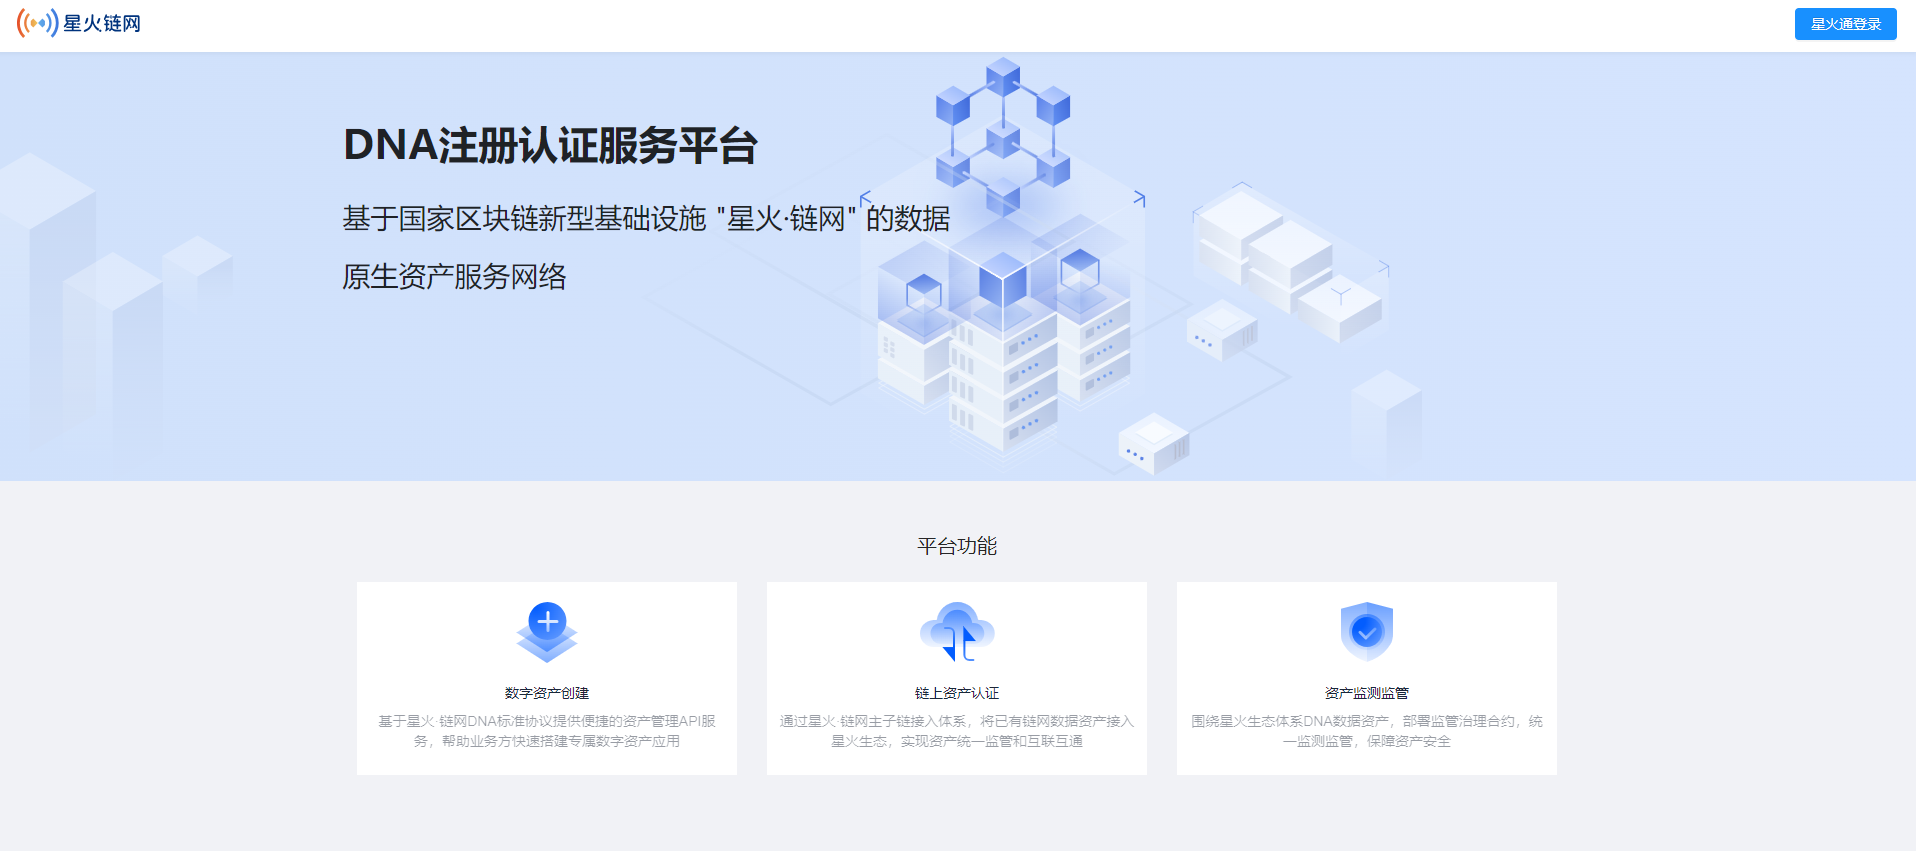 星火链网
星火通登录
DNA注册认证服务平台
基于国家区块链新型基础设施 "星火·链网" 的数据
原生资产服务网络
平台功能
数字资产创建
基于星火·链网DNA标准协议提供便捷的资产管理API服
务，帮助业务方快速搭建专属数字资产应用
链上资产认证
通过星火·链网主子链接入体系，将已有链网数据资产接入
星火生态，实现资产统一监管和互联互通
资产监测监管
围绕星火生态体系DNA数据资产，部署监管治理合约，统
一监测监管，保障资产安全